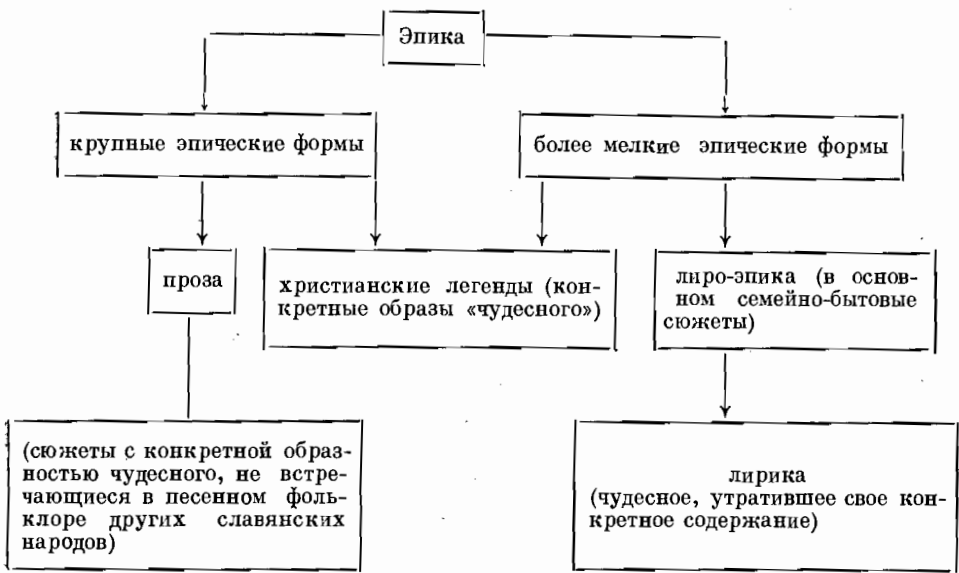 Эпика
крупные эпические формы
более мелкие эпические формы
проза
христианские легенды (кон-
кретные образы «чудесного»)
лиро-эпика (в основ-
ном семейно-бытовые
сюжеты)
(сюжеты с конкретной образ-
ностью чудесного, не встре-
чающиеся в песенном фоль-
клоре других славянских
народов)
лирика
(чудесное, утратившее свое кон-
кретное содержание)